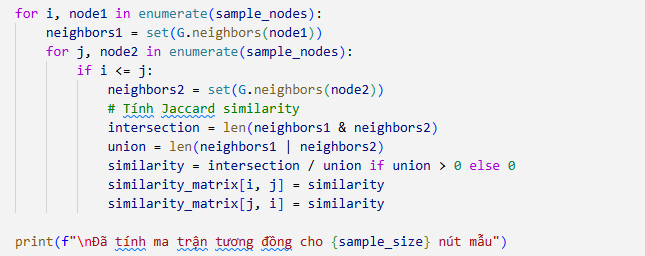 for i, node1 in enumerate(sample_nodes):
    neighbors1 = set(G.neighbors(node1))
    for j, node2 in enumerate(sample_nodes):
        if i <= j:
            neighbors2 = set(G.neighbors(node2))
            # Tính Jaccard similarity
            intersection = len(neighbors1 & neighbors2)
            union = len(neighbors1 | neighbors2)
            similarity = intersection / union if union > 0 else 0
            similarity_matrix[i, j] = similarity
            similarity_matrix[j, i] = similarity

print(f"\nĐã tính ma trận tương đồng cho {sample_size} nút mẫu")